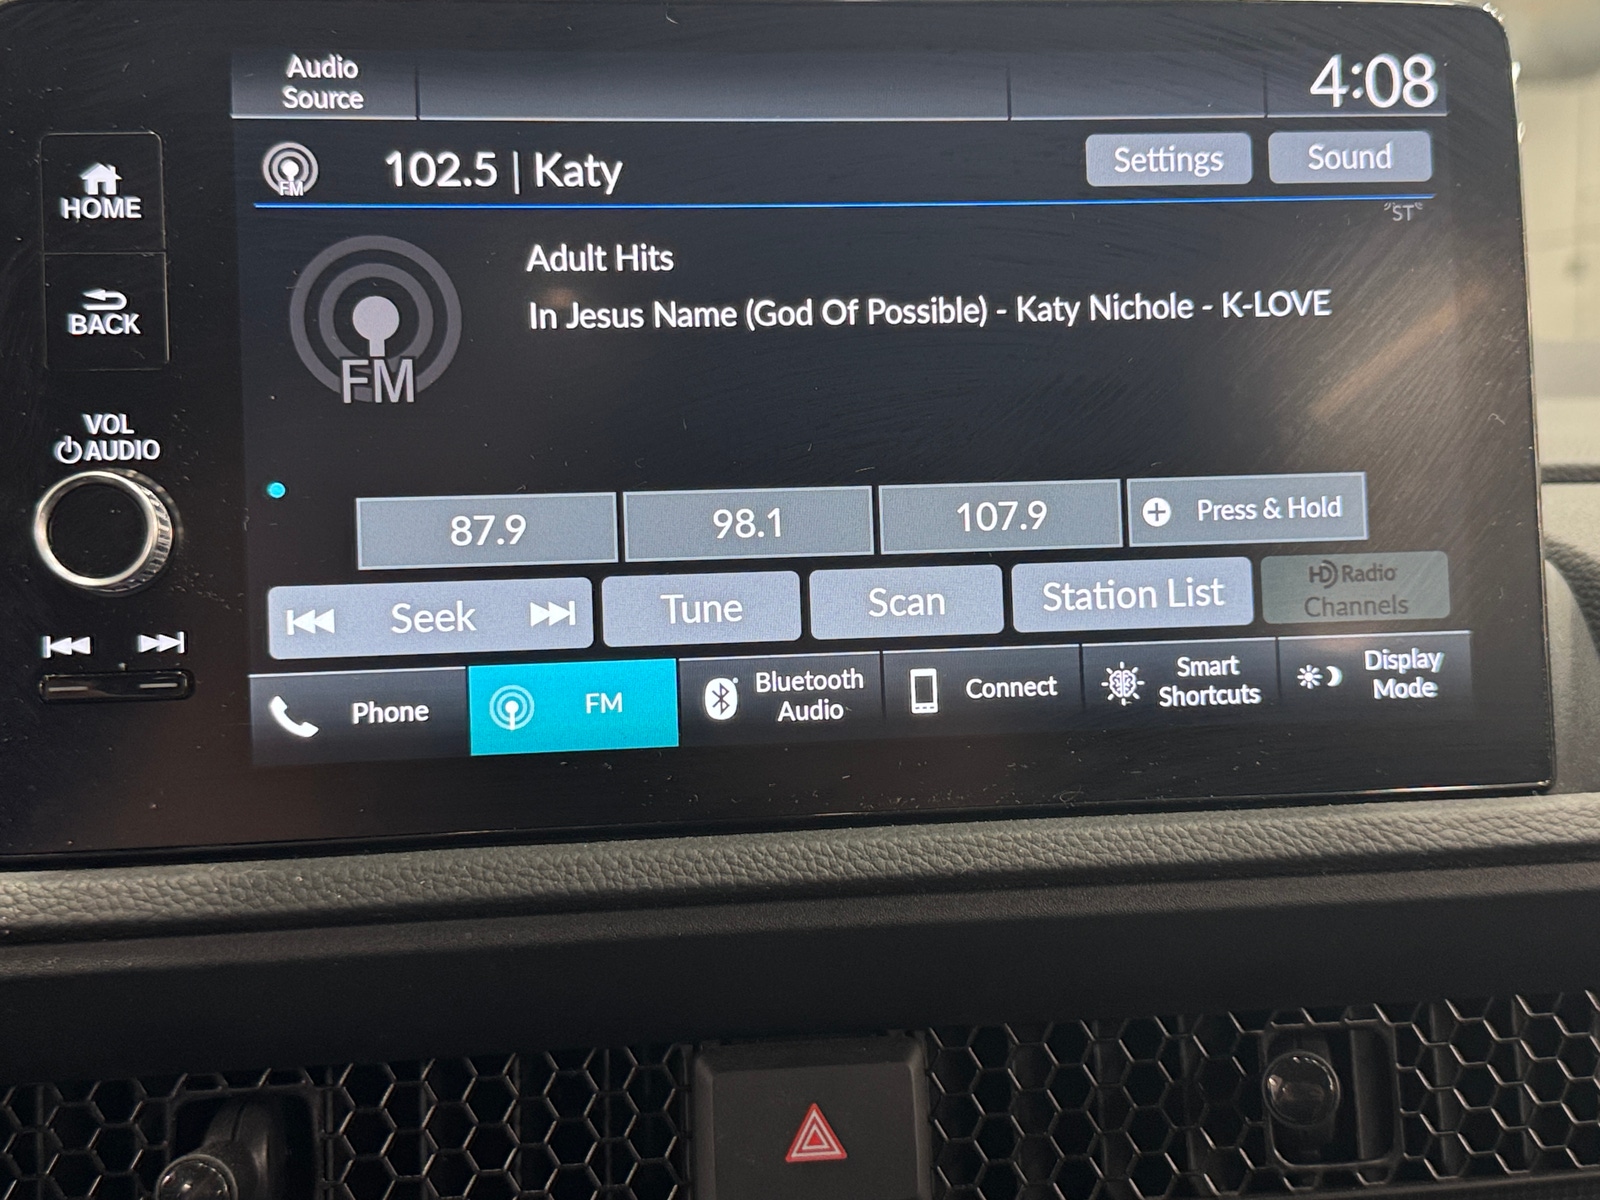 Audio
Source
4:08
FM
102.5 | Katy
Settings
Sound
HOME
"ST"
BACK
Adult Hits
In Jesus Name (God Of Possible) - Katy Nichole - K-LOVE
FM
VOL
AUDIO
87.9
98.1
107.9
Press & Hold
Seek
Tune
Scan
Station List
HD Radio
Channels
Phone
FM
Bluetooth
Audio
Connect
Smart
Shortcuts
Display
Mode